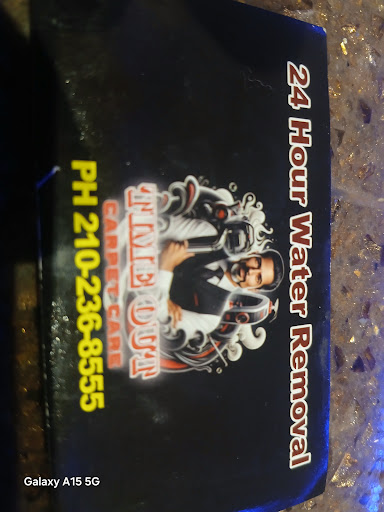 24 Hour Water Removal
TIME OUT
CARPET CARE
PH 210-236-8555
Galaxy A15 5G